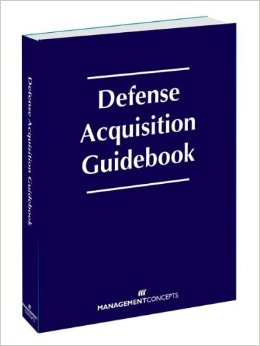 Defense
Acquisition
Guidebook
MANAGEMENTCONCEPTS
Defense Acquisition Guidebook